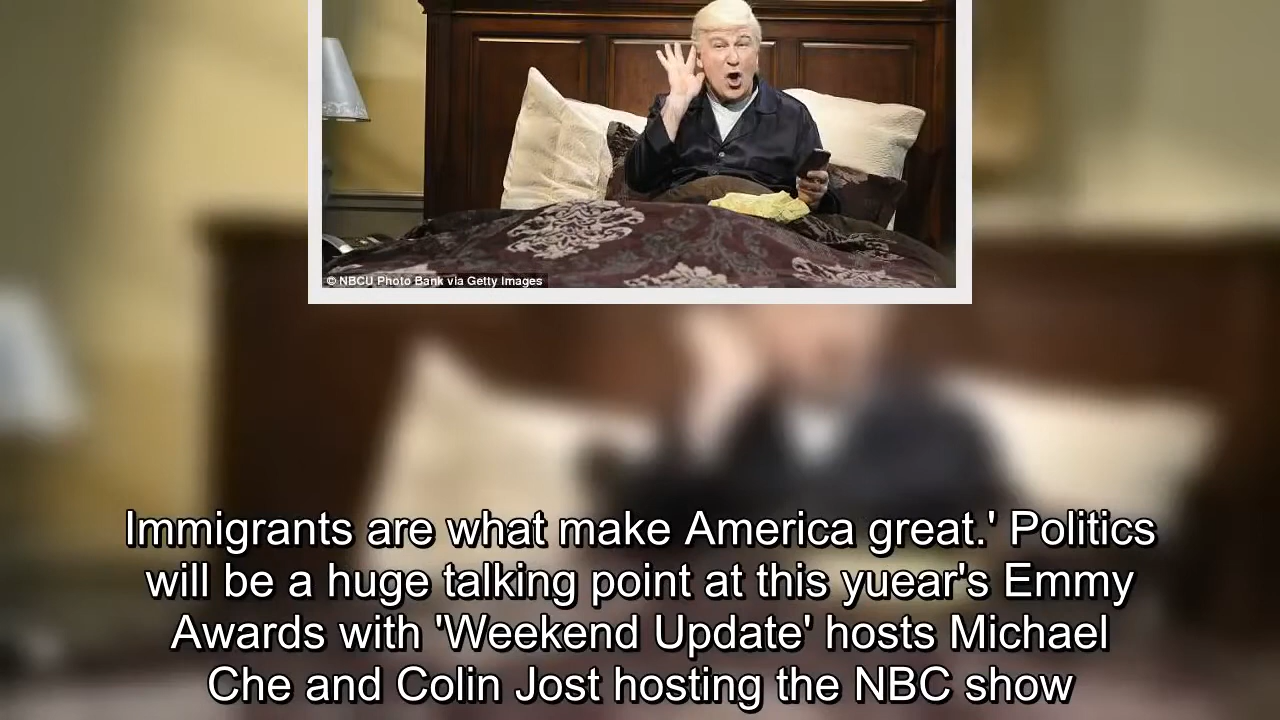 © NBCU Photo Bank via Getty Images
Immigrants are what make America great.' Politics
will be a huge talking point at this yuear's Emmy
Awards with 'Weekend Update' hosts Michael
Che and Colin Jost hosting the NBC show